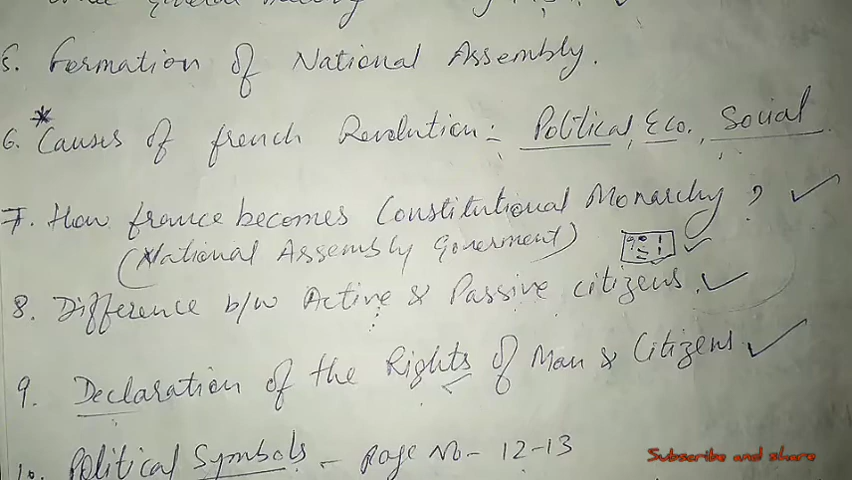 5. Formation of National Assembly.
6. *Causes of french Revolution:- Political, Eco., Social
7. How france becomes Constitutional Monarchy ?
(National Assembly Goverment)
8. Difference b/w Active & Passive citizens.
9. Declaration of the Rights of Man & Citizens.
10. Political Symbols - Page No- 12-13
Subscribe and share